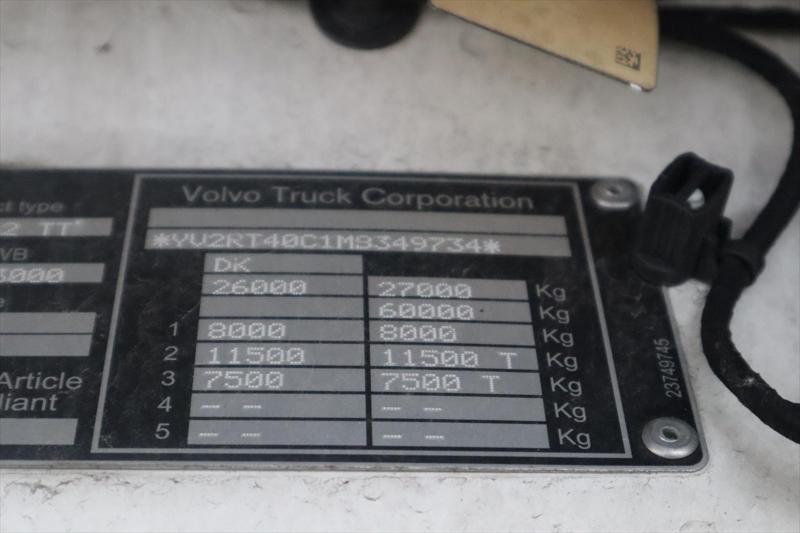 ct type
2 TT
VB
3000
e
Article
liant
Volvo Truck Corporation
*YV2RT40C1MB349734*
DK
26000 27000 Kg
60000 Kg
1 8000 8000 Kg
2 11500 11500 T Kg
3 7500 7500 T Kg
4 -- -- -- -- Kg
5 -- -- -- -- Kg
23749745